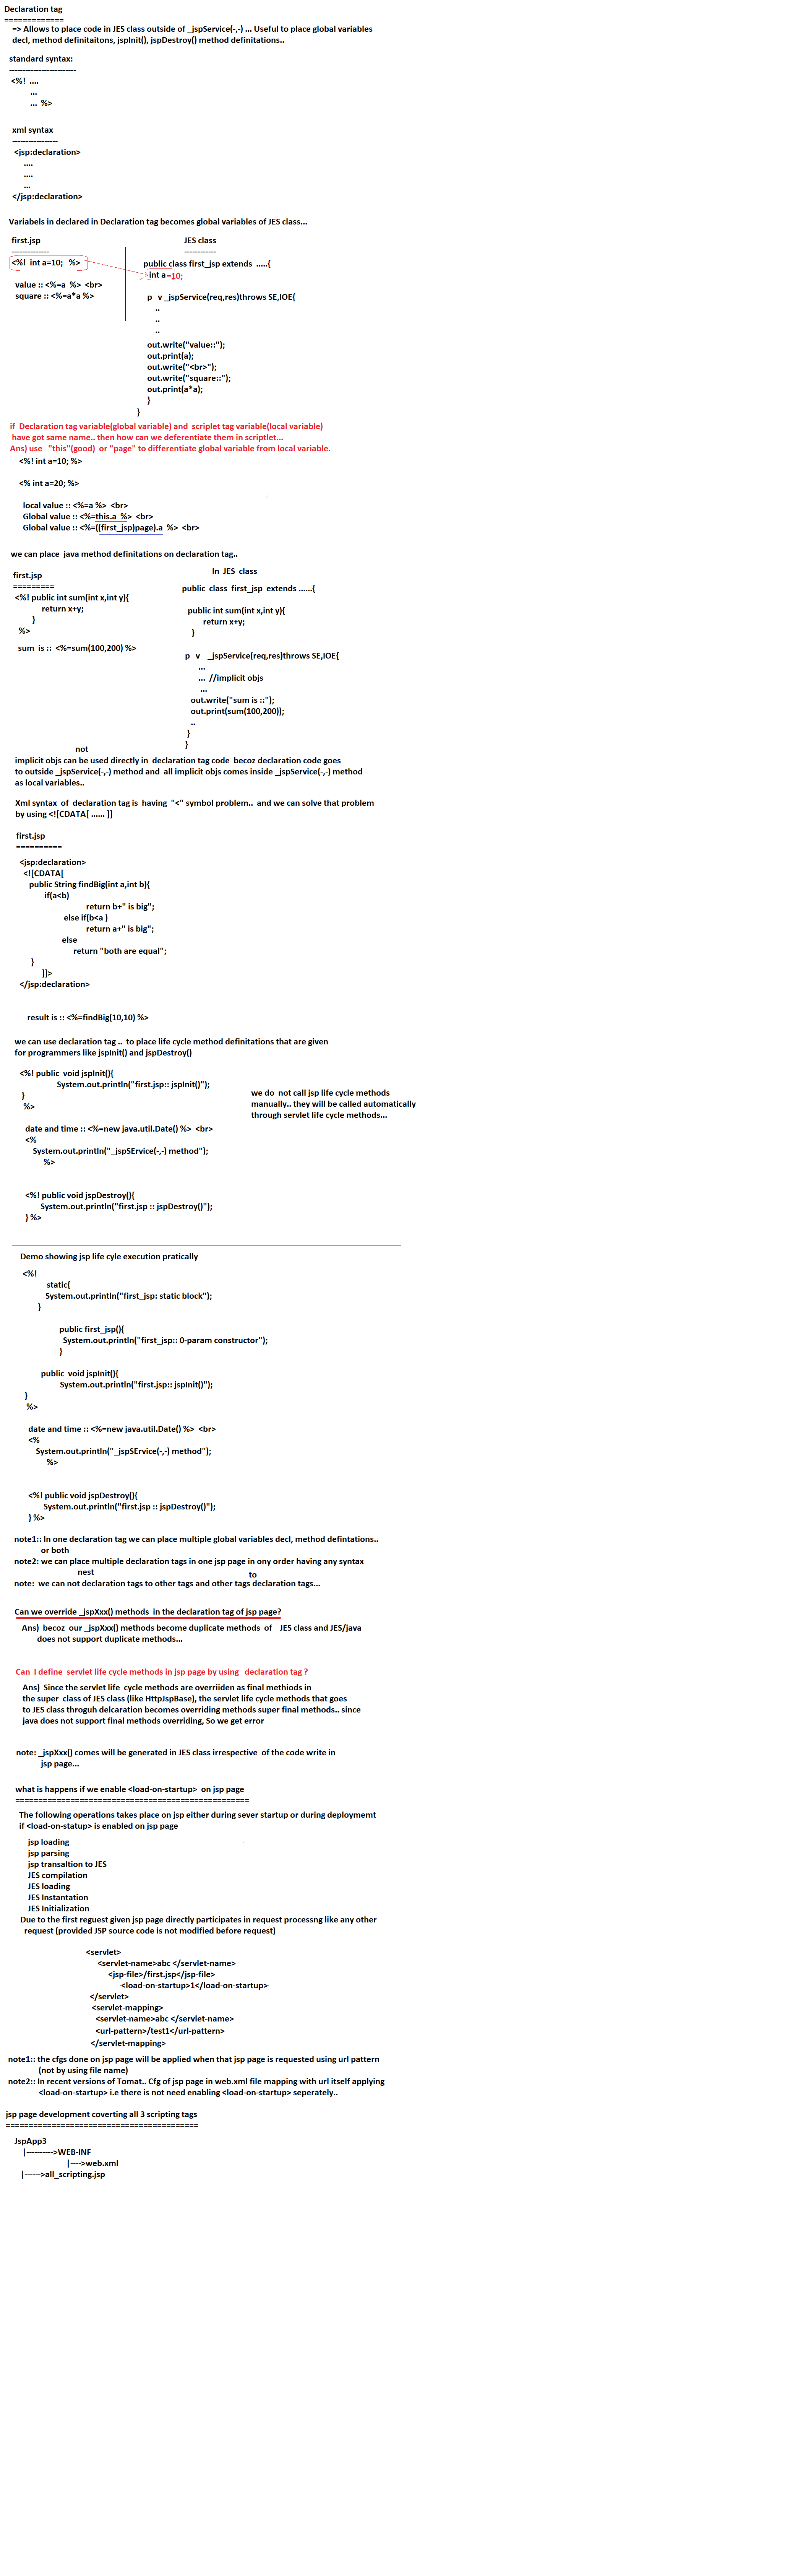 Declaration tag
=============
=> Allows to place code in JES class outside of _jspService(-,-) ... Useful to place global variables
decl, method definitaitons, jspInit(), jspDestroy() method definitations..
standard syntax:
-------------------------
<%! ....
...
... %>
xml syntax
-----------------
<jsp:declaration>
....
....
...
</jsp:declaration>
Variabels in declared in Declaration tag becomes global variables of JES class...
first.jsp
--------------
<%! int a=10; %>
value :: <%=a %> <br>
square :: <%=a*a %>
JES class
------------
public class first_jsp extends .....{
int a =10;
p v _jspService(req,res)throws SE,IOE{
..
..
..
out.write("value::");
out.print(a);
out.write("<br>");
out.write("square::");
out.print(a*a);
}
}
if Declaration tag variable(global variable) and scriplet tag variable(local variable)
have got same name.. then how can we deferentiate them in scriptlet...
Ans) use "this"(good) or "page" to differentiate global variable from local variable.
<%! int a=10; %>
<% int a=20; %>
local value :: <%=a %> <br>
Global value :: <%=this.a %> <br>
Global value :: <%=((first_jsp)page).a %> <br>
we can place java method definitions on declaration tag..
first.jsp
=========
<%! public int sum(int x,int y){
return x+y;
}
%>
sum is :: <%=sum(100,200) %>
In JES class
public class first_jsp extends ......{
public int sum(int x,int y){
return x+y;
}
p v _jspService(req,res)throws SE,IOE{
...
... //implicit objs
...
out.write("sum is ::");
out.print(sum(100,200));
..
}
}
not
implicit objs can be used directly in declaration tag code becoz declaration code goes
to outside _jspService(-,-) method and all implicit objs comes inside _jspService(-,-) method
as local variables..
Xml syntax of declaration tag is having "<" symbol problem.. and we can solve that problem
by using <![CDATA[ ...... ]]
first.jsp
==========
<jsp:declaration>
<![CDATA[
public String findBig(int a,int b){
if(a<b)
return b+" is big";
else if(b<a )
return a+" is big";
else
return "both are equal";
}
]]>
</jsp:declaration>
result is :: <%=findBig(10,10) %>
we can use declaration tag .. to place life cycle method definitations that are given
for programmers like jspInit() and jspDestroy()
<%! public void jspInit(){
System.out.println("first.jsp:: jspInit()");
}
%>
date and time :: <%=new java.util.Date() %> <br>
<%
System.out.println("_jspSErvice(-,-) method");
%>
<%! public void jspDestroy(){
System.out.println("first.jsp :: jspDestroy()");
} %>
we do not call jsp life cycle methods
manually.. they will be called automatically
through servlet life cycle methods...
Demo showing jsp life cyle execution pratically
<%!
static{
System.out.println("first_jsp: static block");
}
public first_jsp(){
System.out.println("first_jsp:: 0-param constructor");
}
public void jspInit(){
System.out.println("first.jsp:: jspInit()");
}
%>
date and time :: <%=new java.util.Date() %> <br>
<%
System.out.println("_jspSErvice(-,-) method");
%>
<%! public void jspDestroy(){
System.out.println("first.jsp :: jspDestroy()");
} %>
note1:: In one declaration tag we can place multiple global variables decl, method defintations..
or both
note2: we can place multiple declaration tags in one jsp page in ony order having any syntax
nest to
note: we can not declaration tags to other tags and other tags declaration tags...
Can we override _jspXxx() methods in the declaration tag of jsp page?
Ans) becoz our _jspXxx() methods become duplicate methods of JES class and JES/java
does not support duplicate methods...
Can I define servlet life cycle methods in jsp page by using declaration tag ?
Ans) Since the servlet life cycle methods are overriiden as final methiods in
the super class of JES class (like HttpJspBase), the servlet life cycle methods that goes
to JES class throguh delcaration becomes overriding methods super final methods.. since
java does not support final methods overriding, So we get error
note: _jspXxx() comes will be generated in JES class irrespective of the code write in
jsp page...
what is happens if we enable <load-on-startup> on jsp page
===================================================
The following operations takes place on jsp either during sever startup or during deploymemt
if <load-on-statup> is enabled on jsp page
jsp loading
jsp parsing
jsp transaltion to JES
JES compilation
JES loading
JES Instantation
JES Initialization
Due to the first reguest given jsp page directly participates in request processng like any other
request (provided JSP source code is not modified before request)
<servlet>
<servlet-name>abc </servlet-name>
<jsp-file>/first.jsp</jsp-file>
<load-on-startup>1</load-on-startup>
</servlet>
<servlet-mapping>
<servlet-name>abc </servlet-name>
<url-pattern>/test1</url-pattern>
</servlet-mapping>
note1:: the cfgs done on jsp page will be applied when that jsp page is requested using url pattern
(not by using file name)
note2:: In recent versions of Tomat.. Cfg of jsp page in web.xml file mapping with url itself applying
<load-on-startup> i.e there is not need enabling <load-on-startup> seperately..
jsp page development coverting all 3 scripting tags
==========================================
JspApp3
|---------->WEB-INF
|---->web.xml
|------>all_scripting.jsp